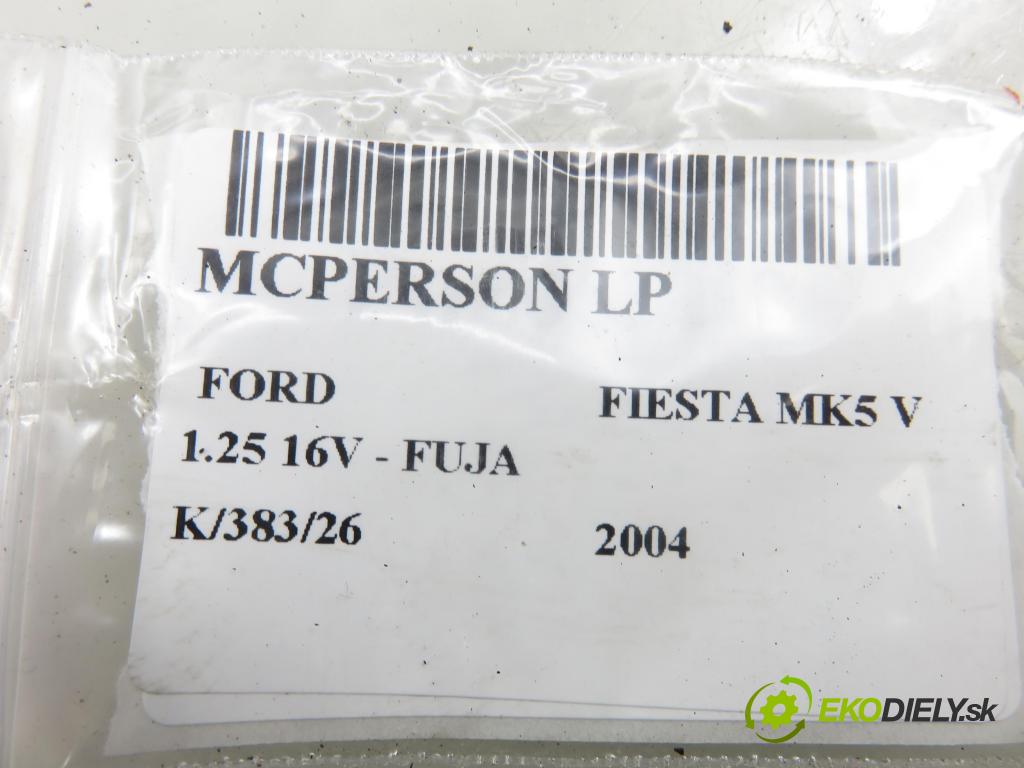 MCPERSON LP
FORD FIESTA MK5 V
1.25 16V - FUJA
K/383/26 2004
EKODIELY.sk